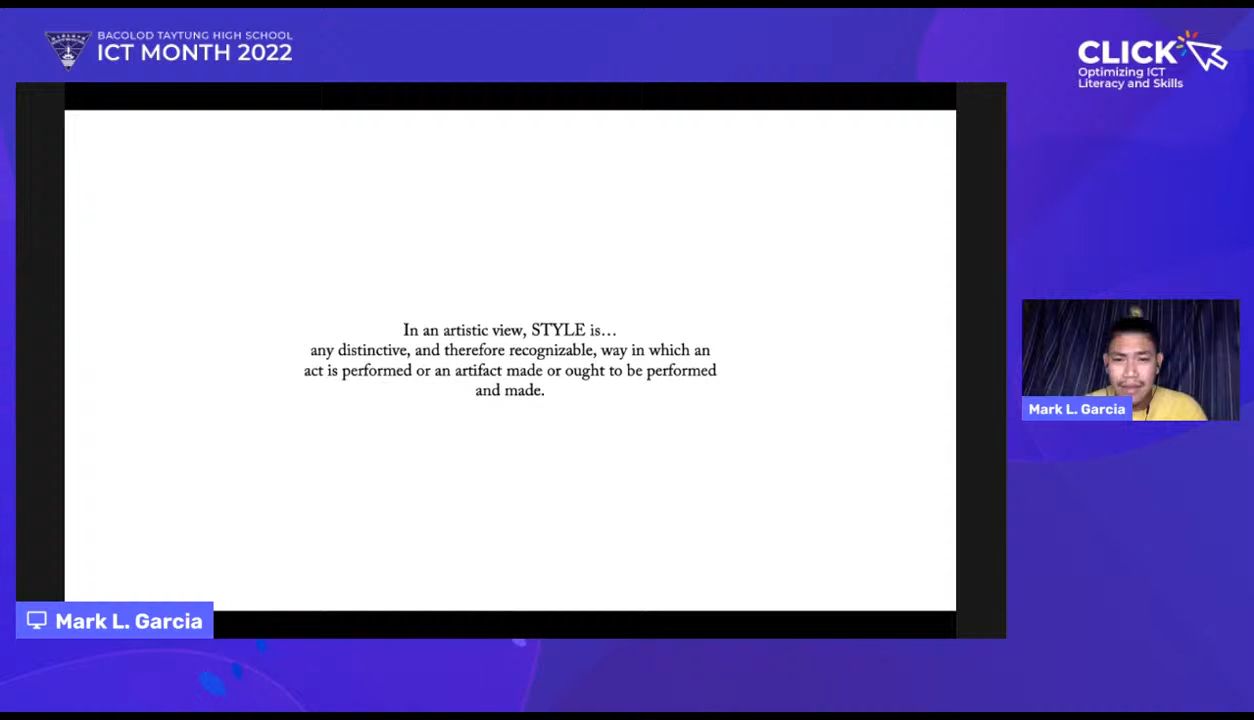 BACOLOD TAYTUNG HIGH SCHOOL
ICT MONTH 2022
CLICK
Optimizing ICT
Literacy and Skills
In an artistic view, STYLE is…
any distinctive, and therefore recognizable, way in which an
act is performed or an artifact made or ought to be performed
and made.
Mark L. Garcia
Mark L. Garcia